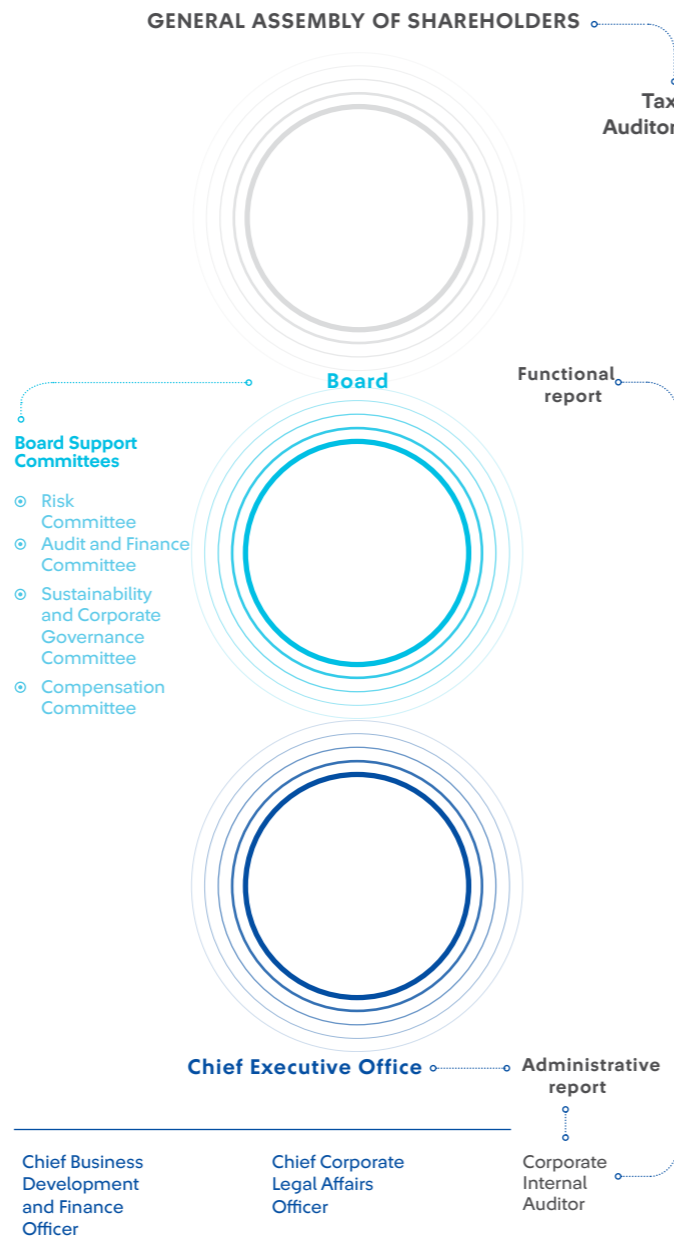 GENERAL ASSEMBLY OF SHAREHOLDERS
Tax
Auditor
Board
Functional
report
Board Support
Committees
Risk
Committee
Audit and Finance
Committee
Sustainability
and Corporate
Governance
Committee
Compensation
Committee
Chief Executive Office
Administrative
report
Chief Business
Development
and Finance
Officer
Chief Corporate
Legal Affairs
Officer
Corporate
Internal
Auditor